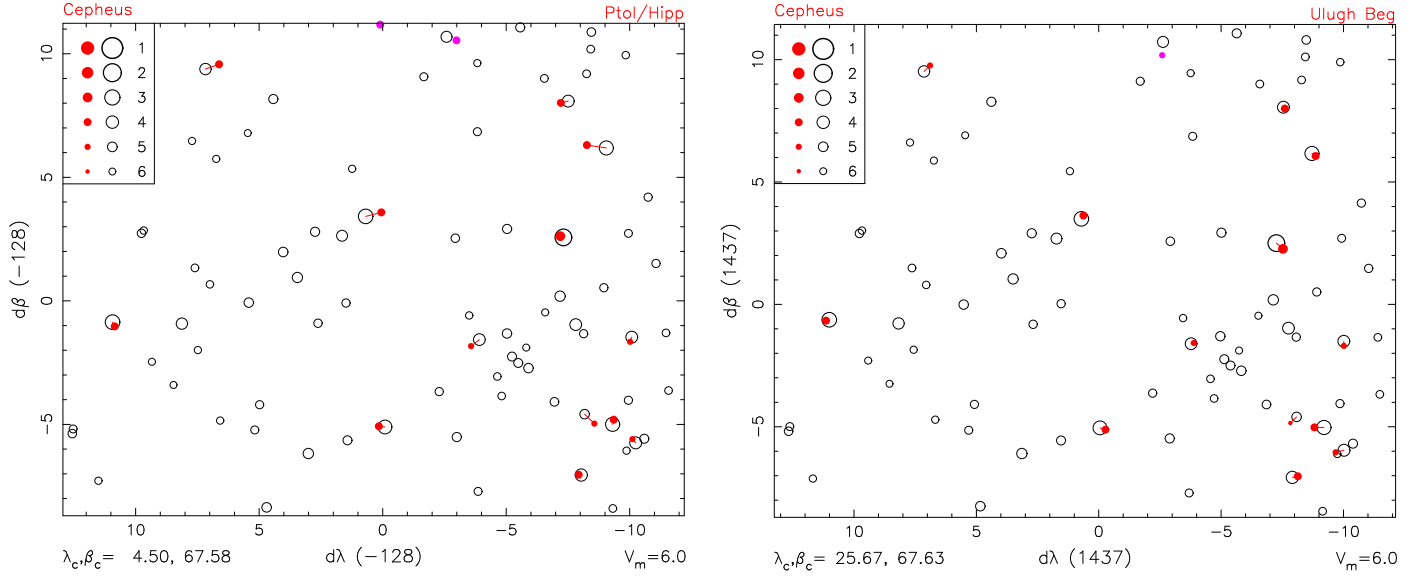 Cepheus Ptol/Hipp
1
2
3
4
5
6
10
5
0
−5
dβ (−128)
10 5 0 −5 −10
λc,βc= 4.50, 67.58 dλ (−128) Vm=6.0
Cepheus Ulugh Beg
1
2
3
4
5
6
10
5
0
−5
dβ (1437)
10 5 0 −5 −10
λc,βc= 25.67, 67.63 dλ (1437) Vm=6.0